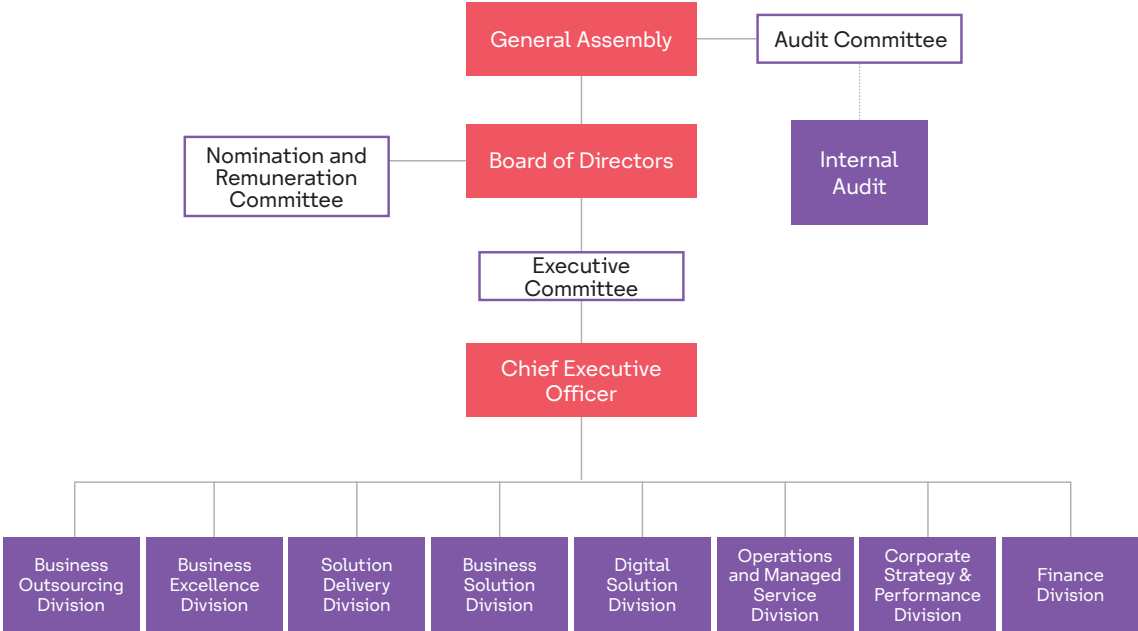 General Assembly
Audit Committee
Nomination and
Remuneration
Committee
Board of Directors
Internal
Audit
Executive
Committee
Chief Executive
Officer
Business
Outsourcing
Division
Business
Excellence
Division
Solution
Delivery
Division
Business
Solution
Division
Digital
Solution
Division
Operations
and Managed
Service
Division
Corporate
Strategy &
Performance
Division
Finance
Division